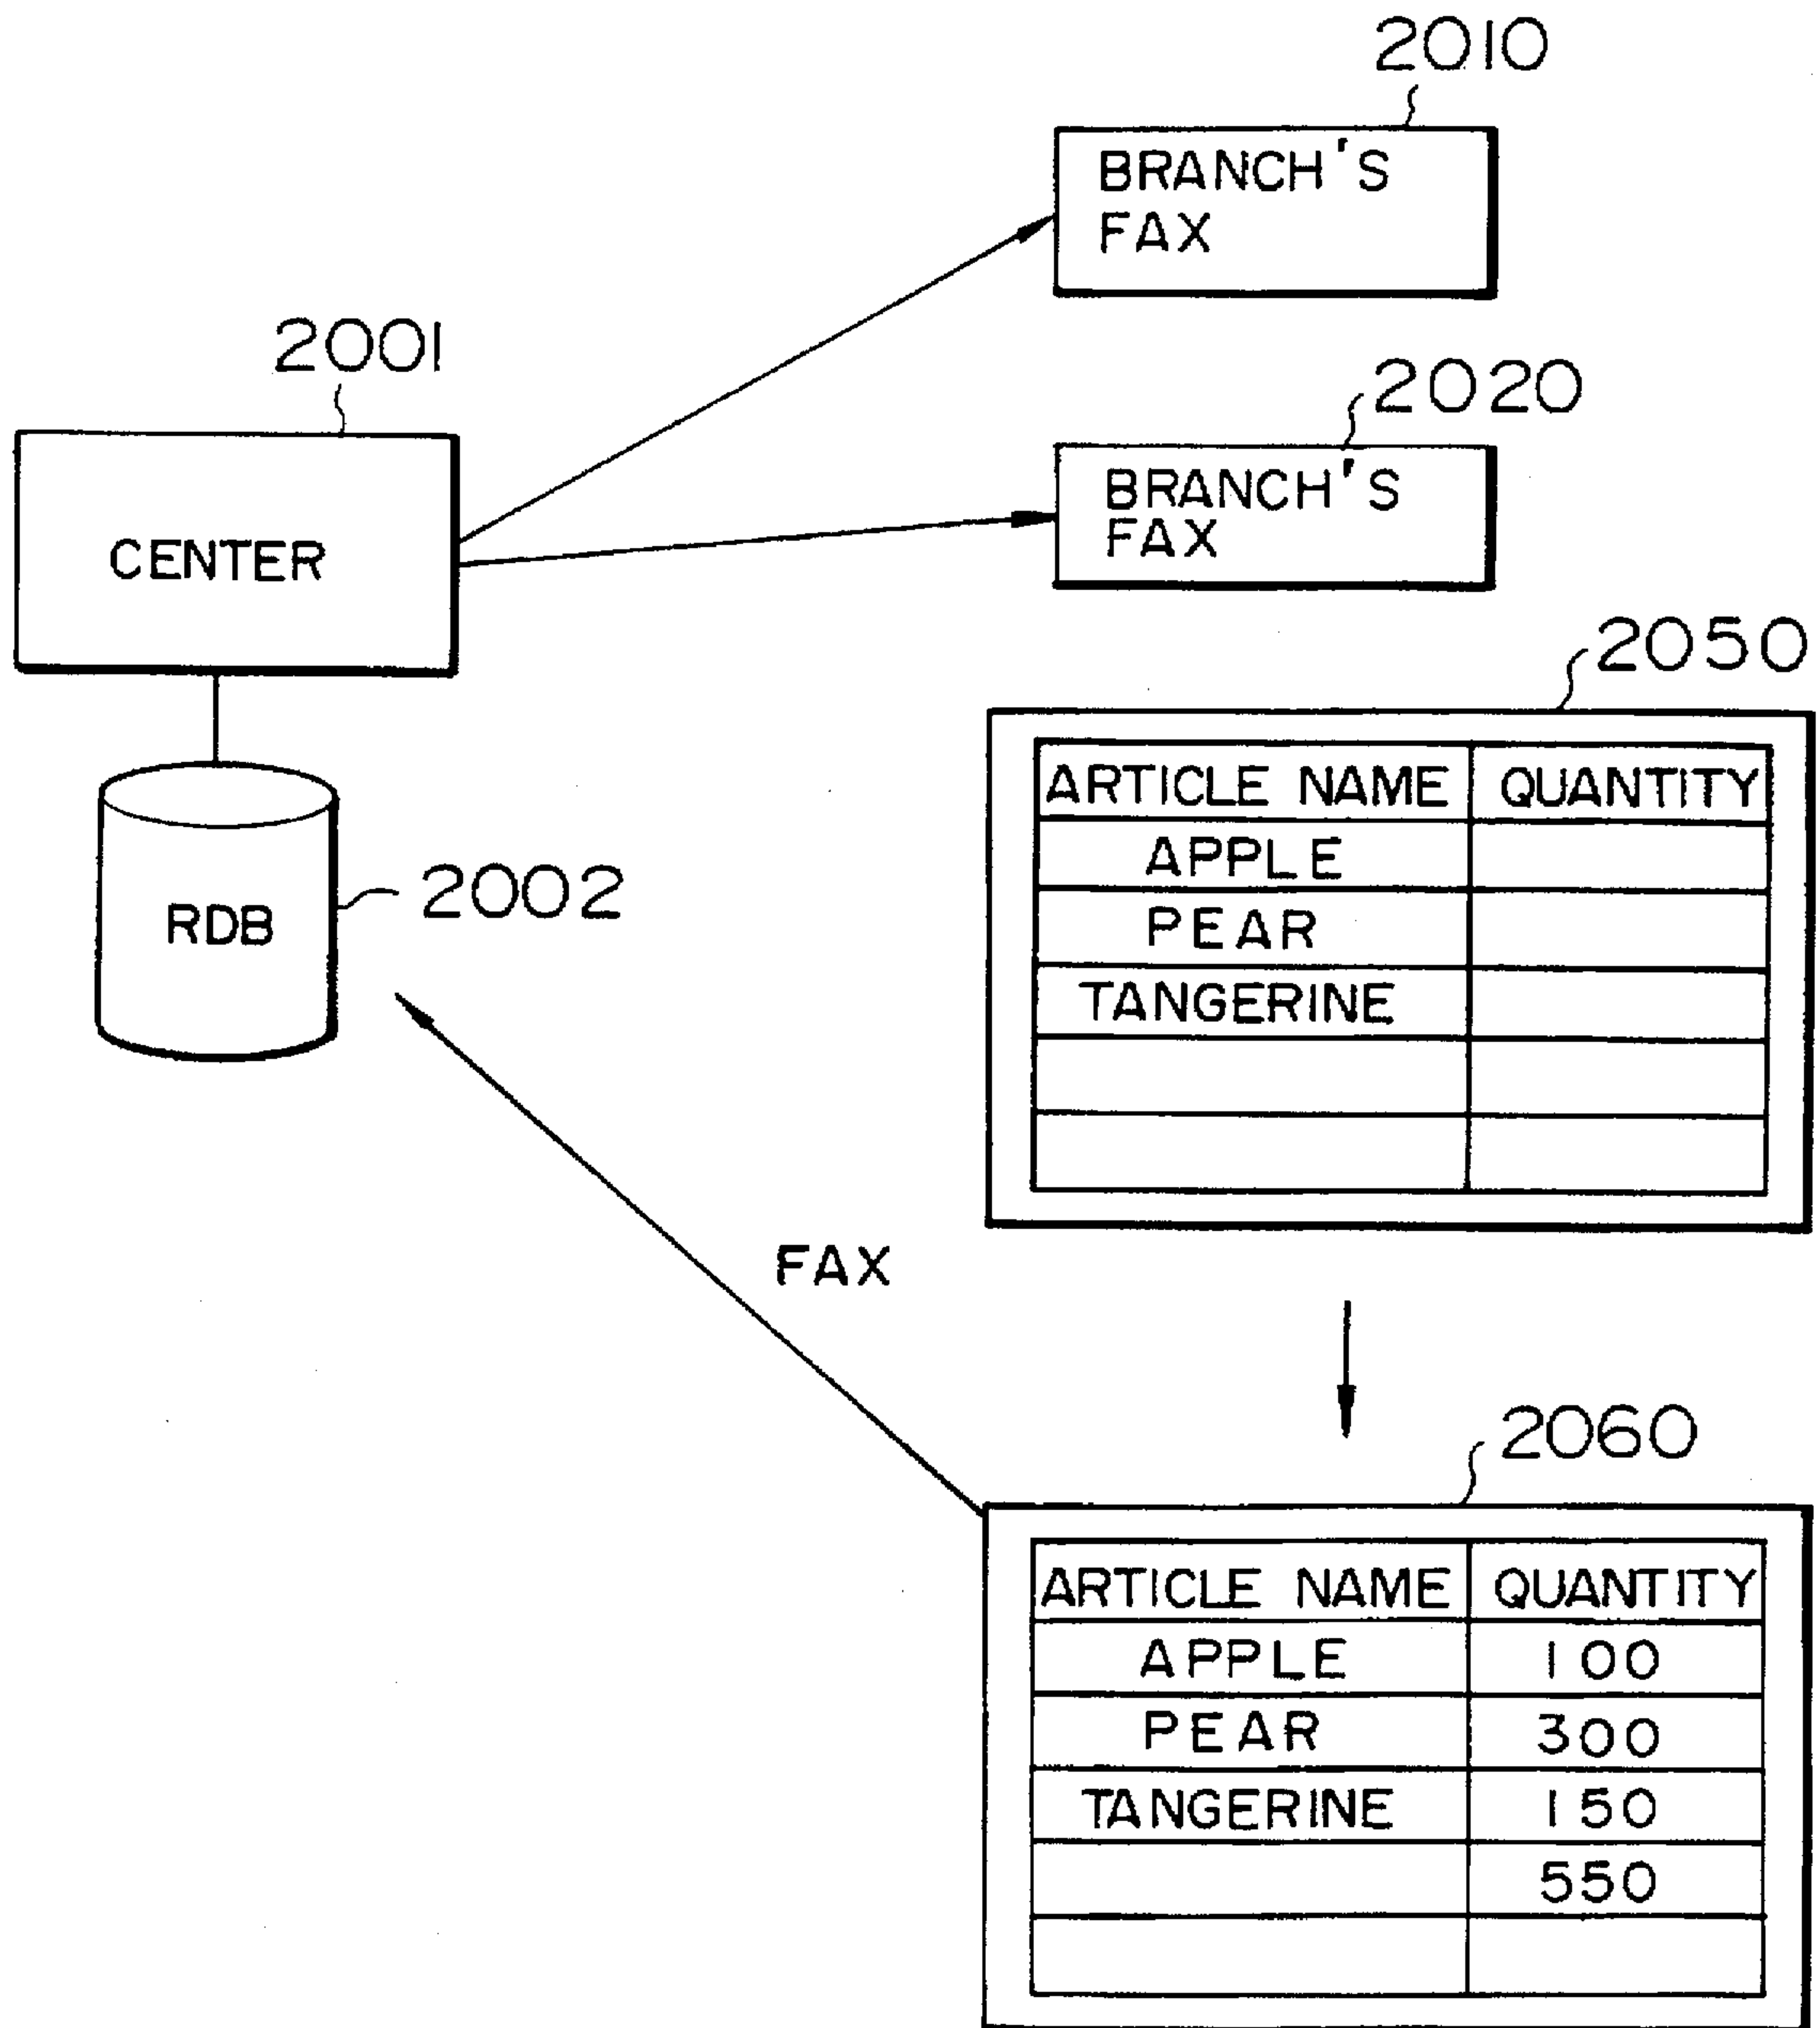 2010
BRANCH'S
FAX
2001
2020
CENTER
BRANCH'S
FAX
2050
ARTICLE NAME QUANTITY
APPLE
PEAR
TANGERINE
2002
RDB
FAX
2060
ARTICLE NAME QUANTITY
APPLE 100
PEAR 300
TANGERINE 150
550